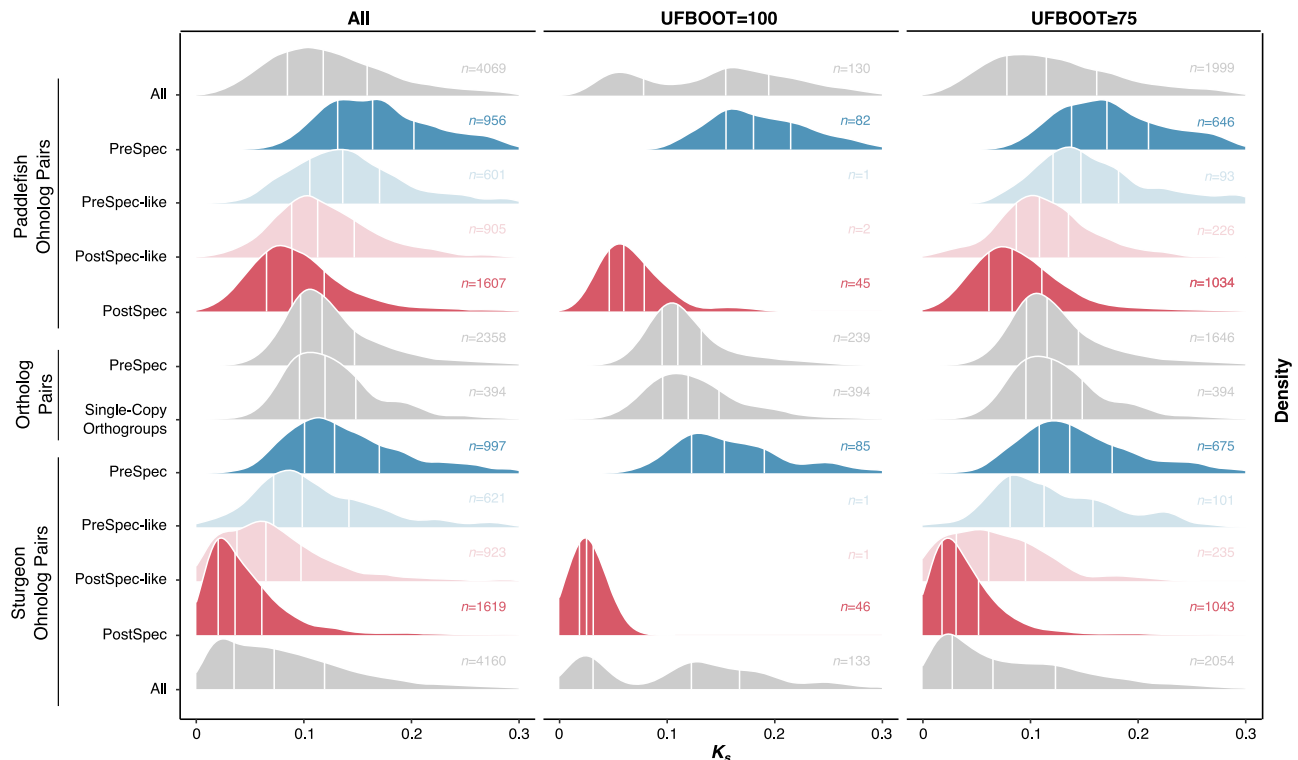 All
UFBOOT=100
UFBOOT≥75
Paddlefish
Ohnolog Pairs
Ortholog
Pairs
Sturgeon
Ohnolog Pairs
All
n=4069
n=130
n=1999
PreSpec
n=956
n=82
n=646
PreSpec-like
n=601
n=1
n=93
PostSpec-like
n=905
n=2
n=226
PostSpec
n=1607
n=45
n=1034
PreSpec
n=2358
n=239
n=1646
Single-Copy
Orthogroups
n=394
n=394
n=394
PreSpec
n=997
n=85
n=675
PreSpec-like
n=621
n=1
n=101
PostSpec-like
n=923
n=1
n=235
PostSpec
n=1619
n=46
n=1043
All
n=4160
n=133
n=2054
Density
0 0.1 0.2 0.3
0 0.1 0.2 0.3
0 0.1 0.2 0.3
Ks